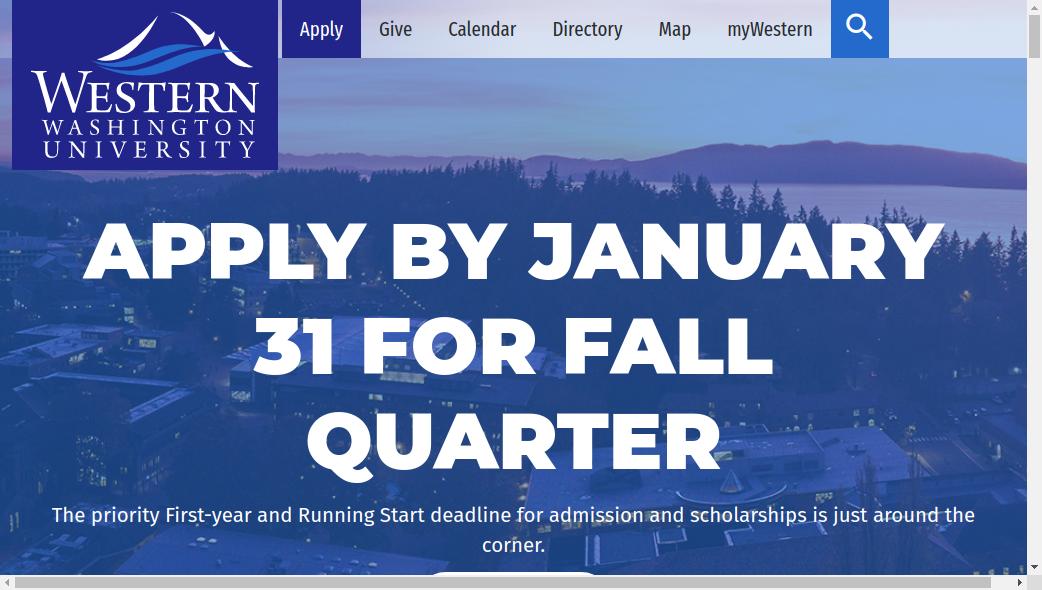 WESTERN
WASHINGTON
UNIVERSITY
Apply Give Calendar Directory Map myWestern
APPLY BY JANUARY
31 FOR FALL
QUARTER
The priority First-year and Running Start deadline for admission and scholarships is just around the
corner.